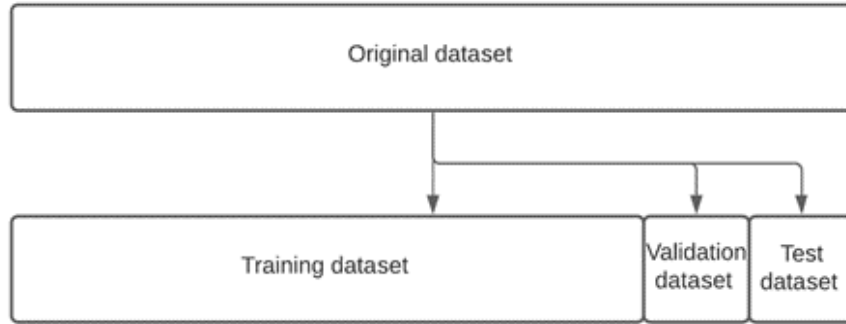 Original dataset
Training dataset
Validation
dataset
Test
dataset